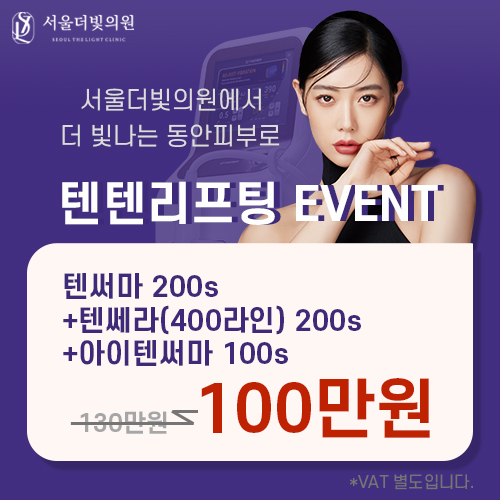 서울더빛의원
SEOUL THE LIGHT CLINIC
서울더빛의원에서
더 빛나는 동안피부로
텐텐리프팅 EVENT
텐써마 200s
+텐쎄라(400라인) 200s
+아이텐써마 100s
130만원
100만원
*VAT 별도입니다.